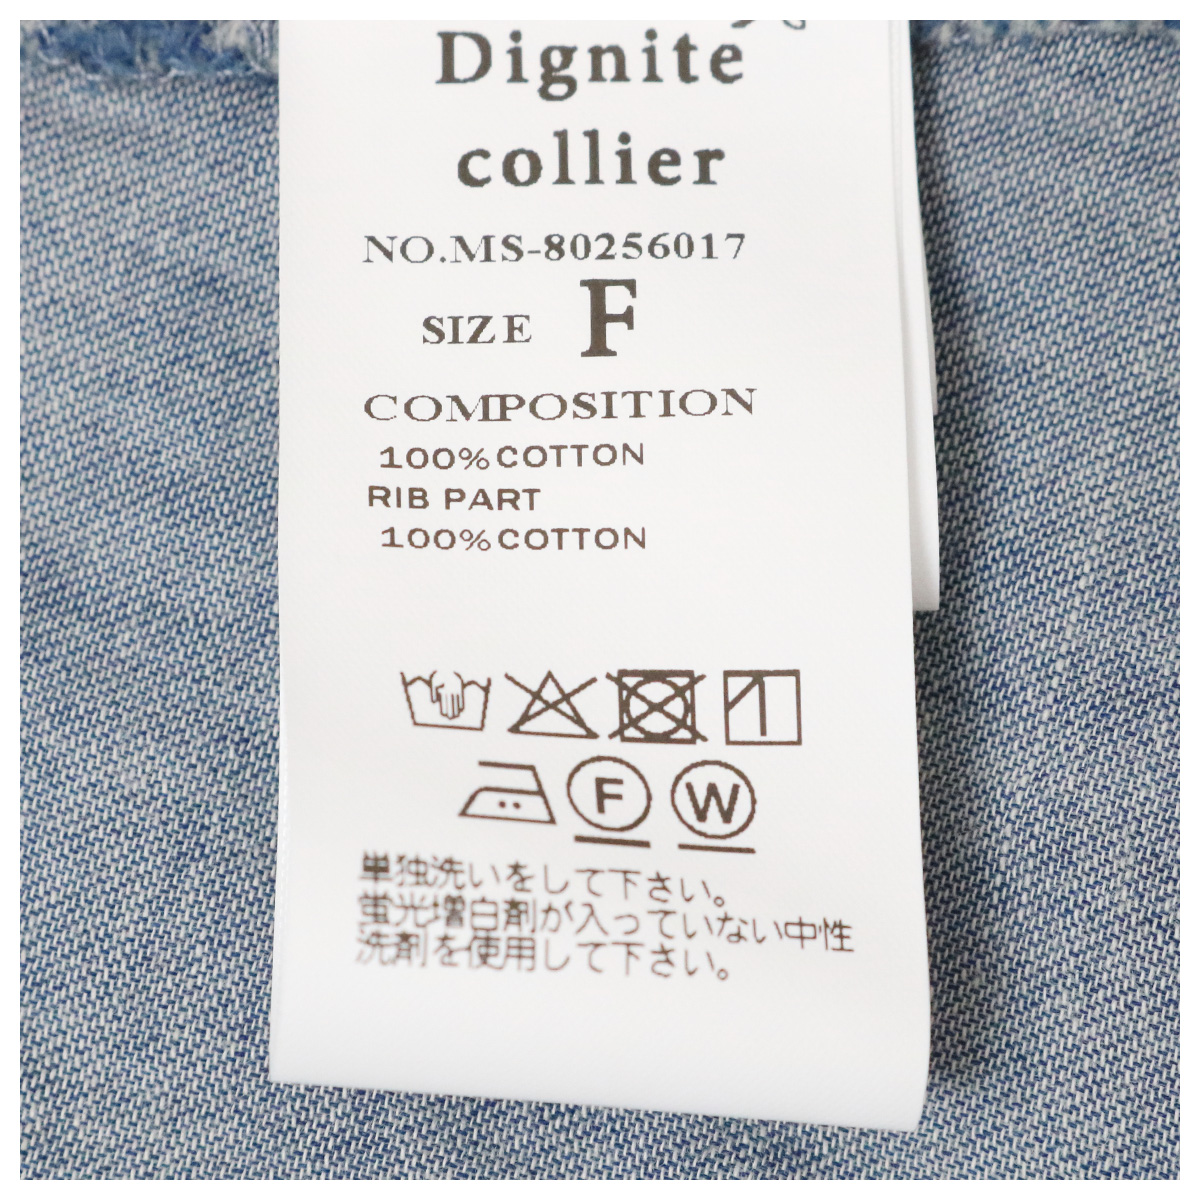 Dignite
collier
NO.MS-80256017
SIZE F
COMPOSITION
100%COTTON
RIB PART
100%COTTON
F W
単独洗いをして下さい。
蛍光増白剤が入っていない中性
洗剤を使用して下さい。